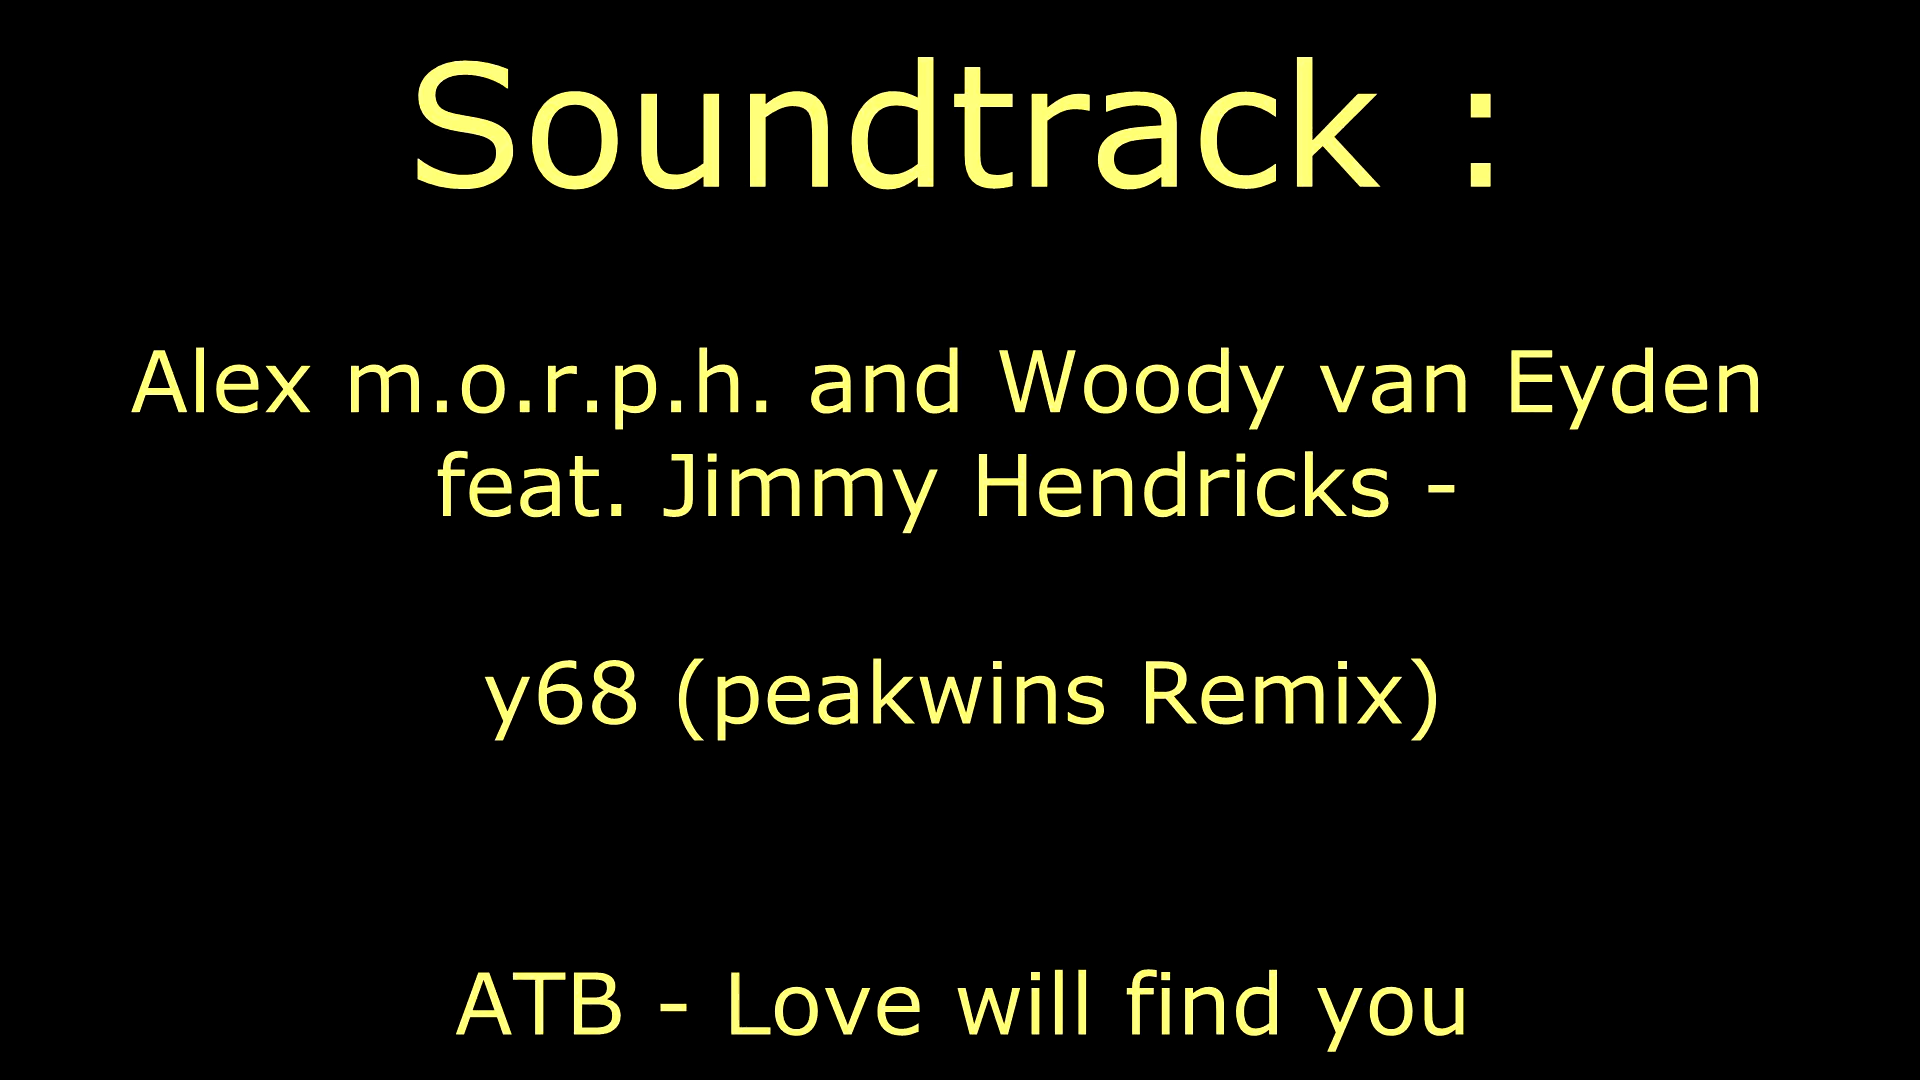 Soundtrack :
Alex m.o.r.p.h. and Woody van Eyden
feat. Jimmy Hendricks -
y68 (peakwins Remix)
ATB - Love will find you